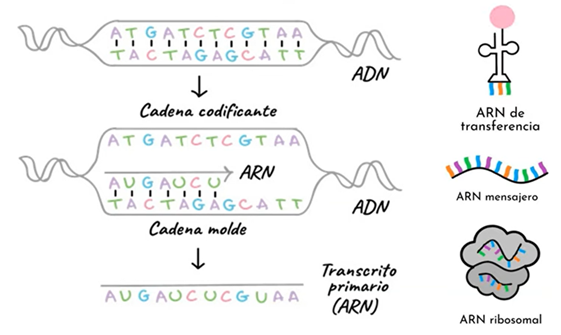 ATGATCTCGTAA
TACTAGAGCATT
ADN
Cadena codificante
ATGATCTCGTAA
ARN
AUGAUCU
TACTAGAGCATT
ADN
Cadena molde
Transcrito
primario
(ARN)
AUGAUCUCGUAA
ARN de
transferencia
ARN mensajero
ARN ribosomal